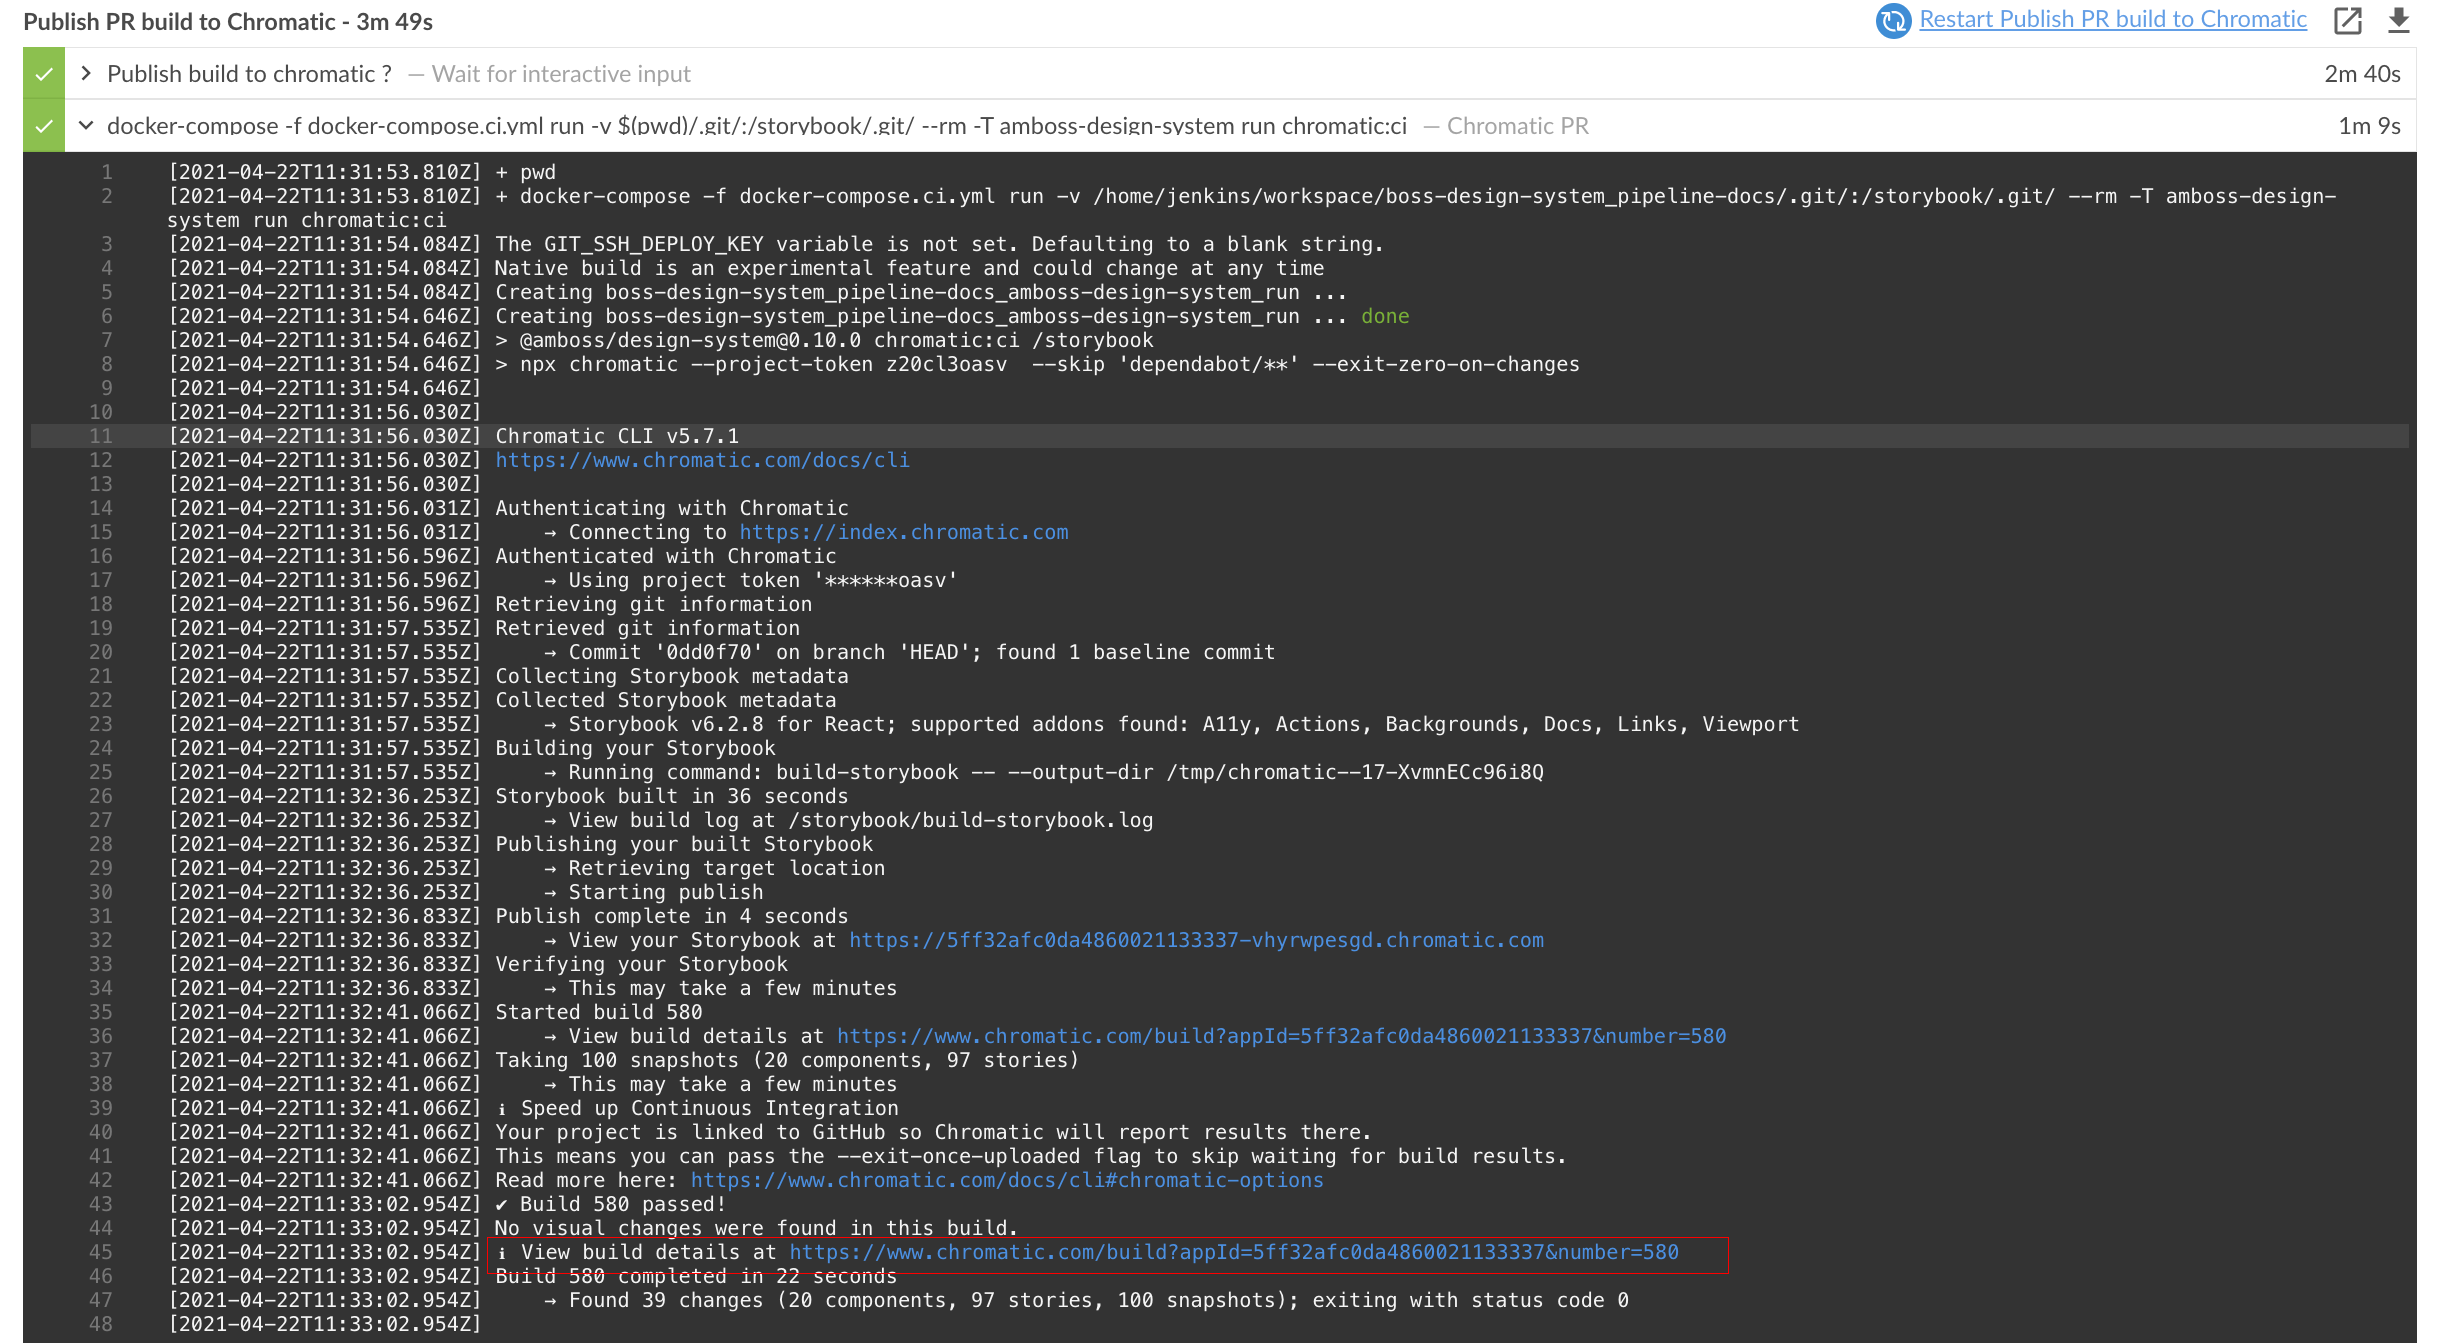 Publish PR build to Chromatic - 3m 49s
Restart Publish PR build to Chromatic
Publish build to chromatic ? — Wait for interactive input 2m 40s
docker-compose -f docker-compose.ci.yml run -v $(pwd)/.git/:/storybook/.git/ --rm -T amboss-design-system run chromatic:ci — Chromatic PR 1m 9s
1 [2021-04-22T11:31:53.810Z] + pwd
2 [2021-04-22T11:31:53.810Z] + docker-compose -f docker-compose.ci.yml run -v /home/jenkins/workspace/boss-design-system_pipeline-docs/.git/:/storybook/.git/ --rm -T amboss-design-
system run chromatic:ci
3 [2021-04-22T11:31:54.084Z] The GIT_SSH_DEPLOY_KEY variable is not set. Defaulting to a blank string.
4 [2021-04-22T11:31:54.084Z] Native build is an experimental feature and could change at any time
5 [2021-04-22T11:31:54.084Z] Creating boss-design-system_pipeline-docs_amboss-design-system_run ...
6 [2021-04-22T11:31:54.646Z] Creating boss-design-system_pipeline-docs_amboss-design-system_run ... done
7 [2021-04-22T11:31:54.646Z] > @amboss/design-system@0.10.0 chromatic:ci /storybook
8 [2021-04-22T11:31:54.646Z] > npx chromatic --project-token z20cl3oasv  --skip 'dependabot/**' --exit-zero-on-changes
9 [2021-04-22T11:31:54.646Z]
10 [2021-04-22T11:31:56.030Z]
11 [2021-04-22T11:31:56.030Z] Chromatic CLI v5.7.1
12 [2021-04-22T11:31:56.030Z] https://www.chromatic.com/docs/cli
13 [2021-04-22T11:31:56.030Z]
14 [2021-04-22T11:31:56.031Z] Authenticating with Chromatic
15 [2021-04-22T11:31:56.031Z] → Connecting to https://index.chromatic.com
16 [2021-04-22T11:31:56.596Z] Authenticated with Chromatic
17 [2021-04-22T11:31:56.596Z] → Using project token '******oasv'
18 [2021-04-22T11:31:56.596Z] Retrieving git information
19 [2021-04-22T11:31:57.535Z] Retrieved git information
20 [2021-04-22T11:31:57.535Z] → Commit '0dd0f70' on branch 'HEAD'; found 1 baseline commit
21 [2021-04-22T11:31:57.535Z] Collecting Storybook metadata
22 [2021-04-22T11:31:57.535Z] Collected Storybook metadata
23 [2021-04-22T11:31:57.535Z] → Storybook v6.2.8 for React; supported addons found: A11y, Actions, Backgrounds, Docs, Links, Viewport
24 [2021-04-22T11:31:57.535Z] Building your Storybook
25 [2021-04-22T11:31:57.535Z] → Running command: build-storybook -- --output-dir /tmp/chromatic--17-XvmnECc96i8Q
26 [2021-04-22T11:32:36.253Z] Storybook built in 36 seconds
27 [2021-04-22T11:32:36.253Z] → View build log at /storybook/build-storybook.log
28 [2021-04-22T11:32:36.253Z] Publishing your built Storybook
29 [2021-04-22T11:32:36.253Z] → Retrieving target location
30 [2021-04-22T11:32:36.253Z] → Starting publish
31 [2021-04-22T11:32:36.833Z] Publish complete in 4 seconds
32 [2021-04-22T11:32:36.833Z] → View your Storybook at https://5ff32afc0da4860021133337-vhyrwpesgd.chromatic.com
33 [2021-04-22T11:32:36.833Z] Verifying your Storybook
34 [2021-04-22T11:32:36.833Z] → This may take a few minutes
35 [2021-04-22T11:32:41.066Z] Started build 580
36 [2021-04-22T11:32:41.066Z] → View build details at https://www.chromatic.com/build?appId=5ff32afc0da4860021133337&number=580
37 [2021-04-22T11:32:41.066Z] Taking 100 snapshots (20 components, 97 stories)
38 [2021-04-22T11:32:41.066Z] → This may take a few minutes
39 [2021-04-22T11:32:41.066Z] ℹ Speed up Continuous Integration
40 [2021-04-22T11:32:41.066Z] Your project is linked to GitHub so Chromatic will report results there.
41 [2021-04-22T11:32:41.066Z] This means you can pass the --exit-once-uploaded flag to skip waiting for build results.
42 [2021-04-22T11:32:41.066Z] Read more here: https://www.chromatic.com/docs/cli#chromatic-options
43 [2021-04-22T11:33:02.954Z] ✔ Build 580 passed!
44 [2021-04-22T11:33:02.954Z] No visual changes were found in this build.
45 [2021-04-22T11:33:02.954Z] ℹ View build details at https://www.chromatic.com/build?appId=5ff32afc0da4860021133337&number=580
46 [2021-04-22T11:33:02.954Z] Build 580 completed in 22 seconds
47 [2021-04-22T11:33:02.954Z] → Found 39 changes (20 components, 97 stories, 100 snapshots); exiting with status code 0
48 [2021-04-22T11:33:02.954Z]